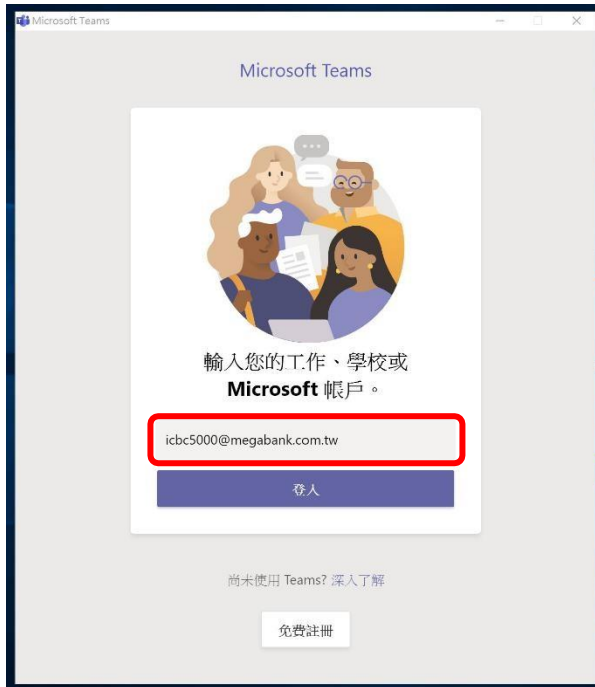 Microsoft Teams
Microsoft Teams
輸入您的工作、學校或
Microsoft 帳戶。
icbc5000@megabank.com.tw
登入
尚未使用 Teams? 深入了解
免費註冊